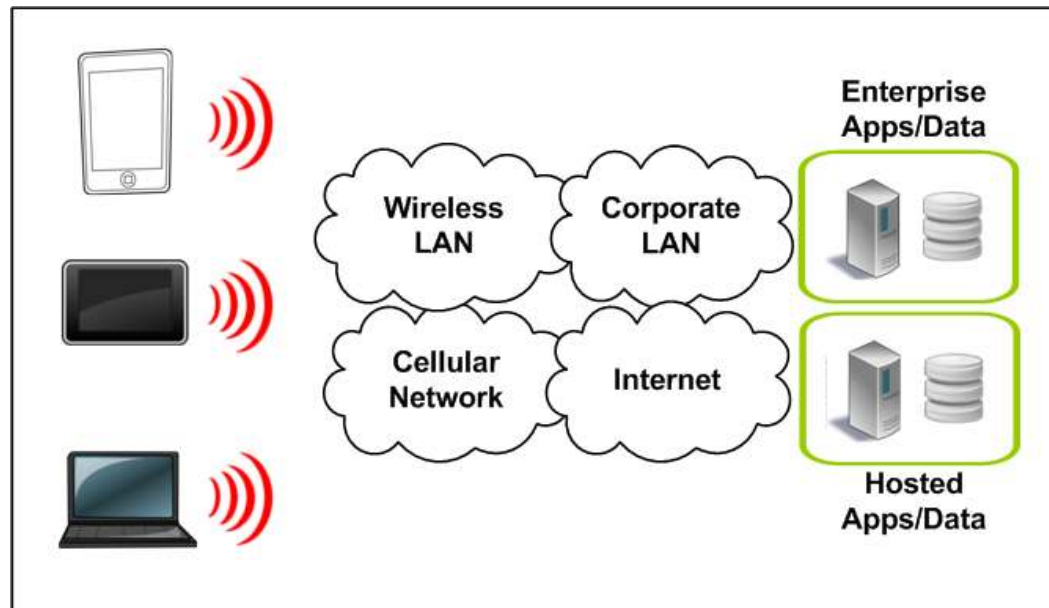 Enterprise
Apps/Data
Wireless
LAN
Corporate
LAN
Cellular
Network
Internet
Hosted
Apps/Data